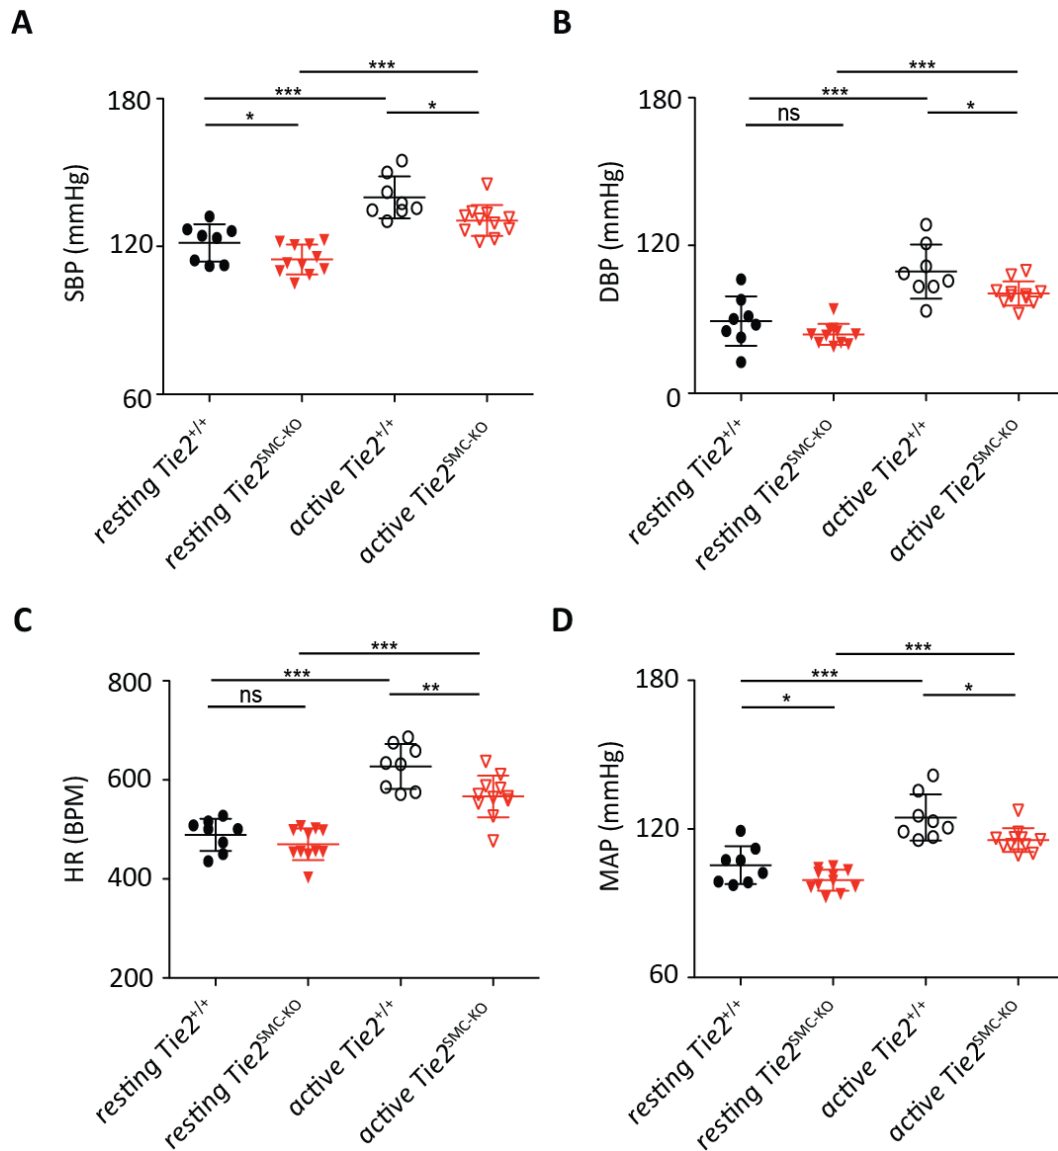 A
***
***
*
*
180
120
60
SBP (mmHg)
resting Tie2+/+
resting Tie2SMC-KO
active Tie2+/+
active Tie2SMC-KO
B
***
***
*
ns
180
120
0
DBP (mmHg)
resting Tie2+/+
resting Tie2SMC-KO
active Tie2+/+
active Tie2SMC-KO
C
***
***
**
ns
800
600
400
200
HR (BPM)
resting Tie2+/+
resting Tie2SMC-KO
active Tie2+/+
active Tie2SMC-KO
D
***
***
*
*
180
120
60
MAP (mmHg)
resting Tie2+/+
resting Tie2SMC-KO
active Tie2+/+
active Tie2SMC-KO